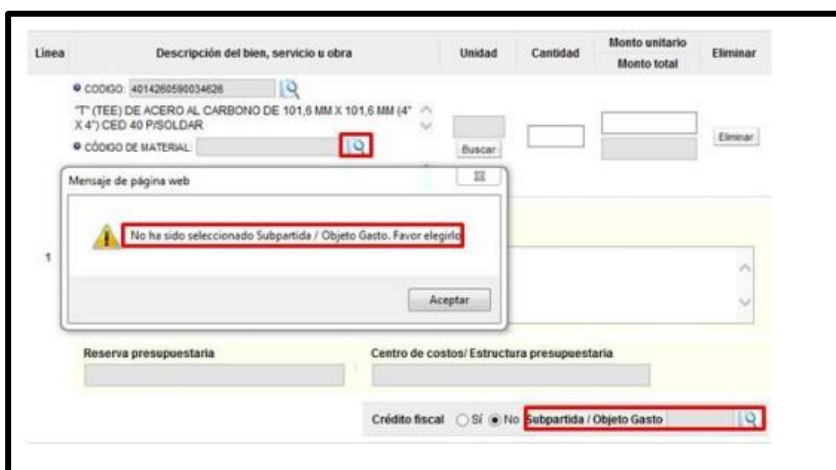 Línea Descripción del bien, servicio u obra Unidad Cantidad Monto unitario Eliminar
Monto total
CODIGO: 4014260590034626
"T" (TEE) DE ACERO AL CARBONO DE 101,6 MM X 101,6 MM (4"
X 4") CED 40 P/SOLDAR
CÓDIGO DE MATERIAL:
Buscar
Eliminar
Mensaje de página web
No ha sido seleccionado Subpartida / Objeto Gasto. Favor elegirlo
1
Aceptar
Reserva presupuestaria Centro de costos/ Estructura presupuestaria
Crédito fiscal Sí No Subpartida / Objeto Gasto